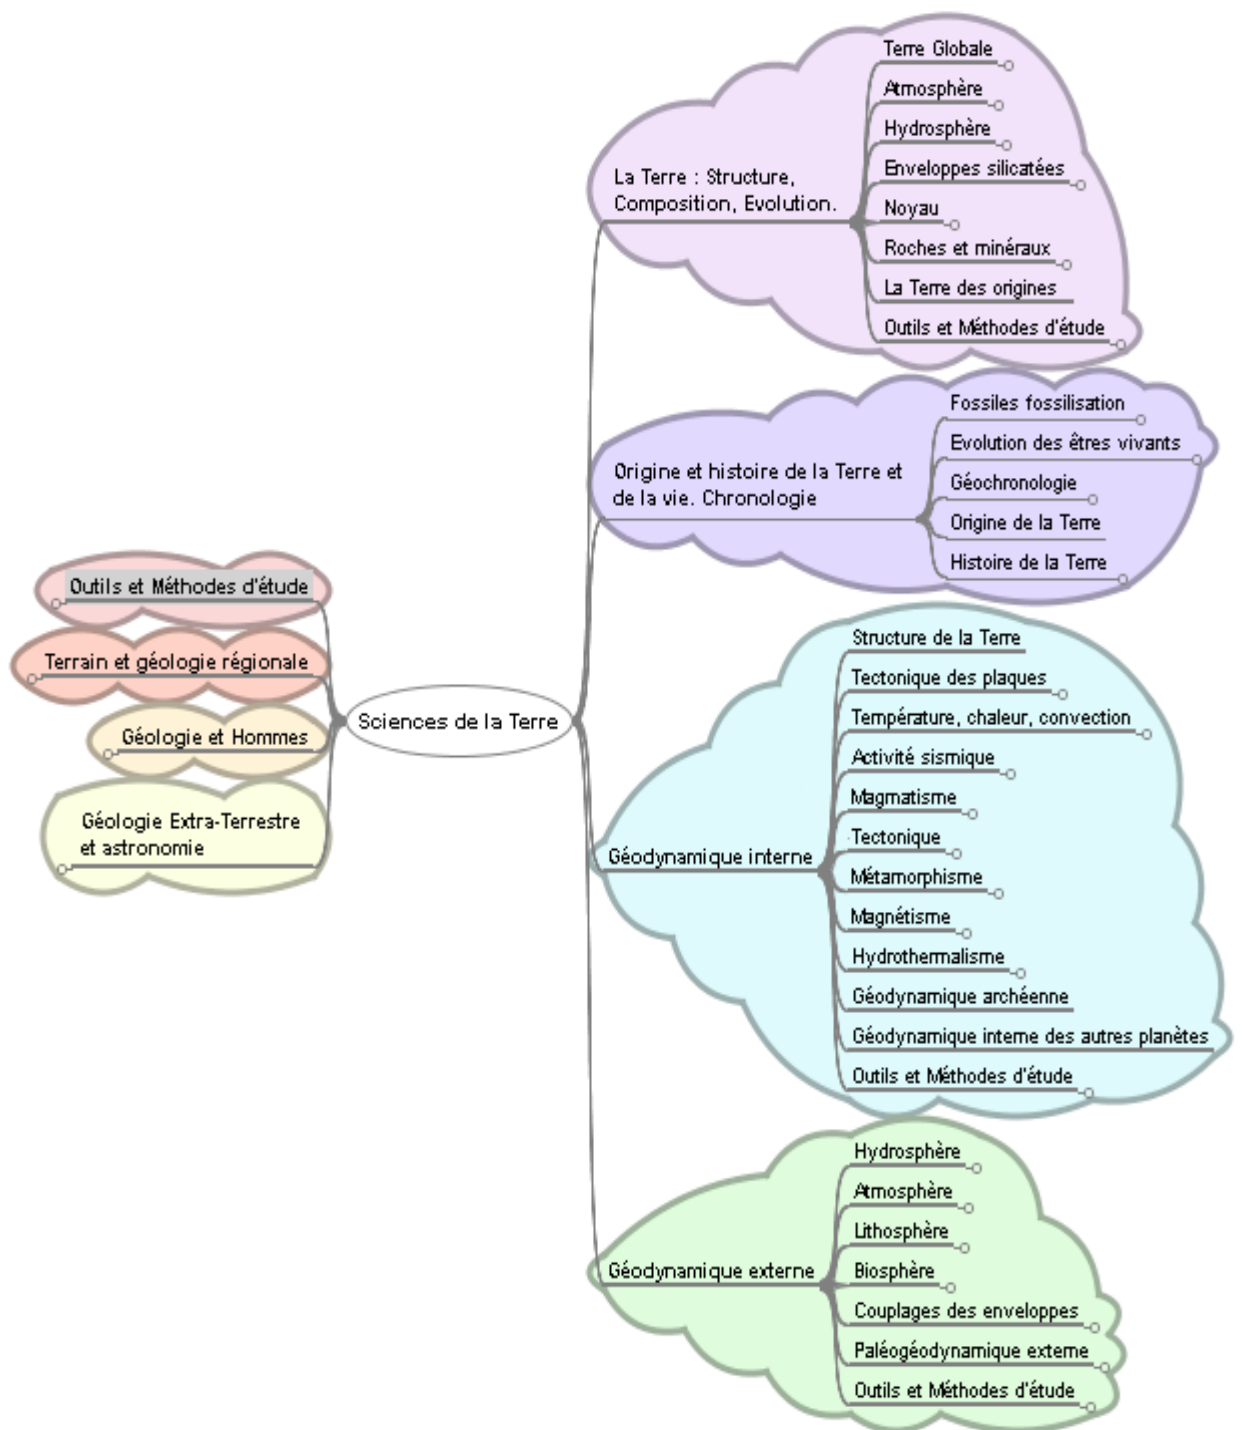 Terre Globale
Atmosphère
Hydrosphère
Enveloppes silicatées
La Terre : Structure,
Composition, Evolution.
Noyau
Roches et minéraux
La Terre des origines
Outils et Méthodes d'étude
Fossiles fossilisation
Evolution des êtres vivants
Origine et histoire de la Terre et
de la vie. Chronologie
Géochronologie
Origine de la Terre
Histoire de la Terre
Outils et Méthodes d'étude
Terrain et géologie régionale
Géologie et Hommes
Géologie Extra-Terrestre
et astronomie
Sciences de la Terre
Structure de la Terre
Tectonique des plaques
Température, chaleur, convection
Activité sismique
Magmatisme
Tectonique
Géodynamique interne
Métamorphisme
Magnétisme
Hydrothermalisme
Géodynamique archéenne
Géodynamique interne des autres planètes
Outils et Méthodes d'étude
Hydrosphère
Atmosphère
Lithosphère
Géodynamique externe
Biosphère
Couplages des enveloppes
Paléogéodynamique externe
Outils et Méthodes d'étude